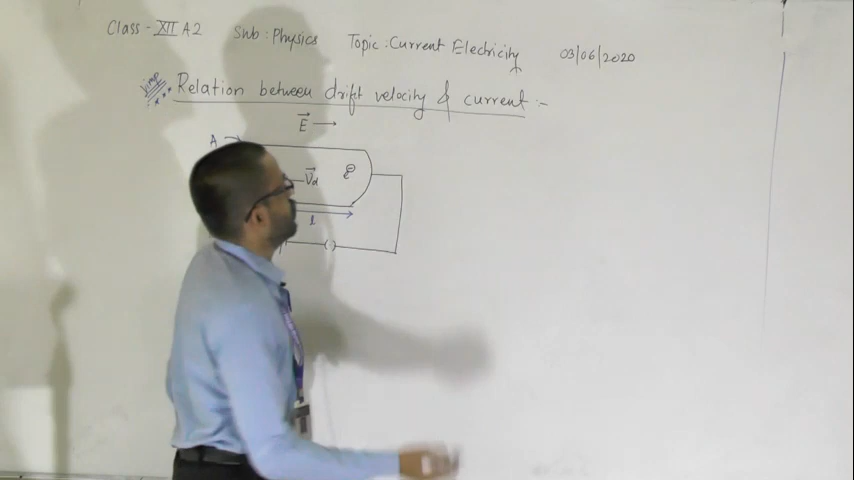 Class - XII A2 Sub : Physics Topic : Current Electricity 03/06/2020
Imp *** Relation between drift velocity & current :-
E →
A →
Vd e ⊖
l
(·)